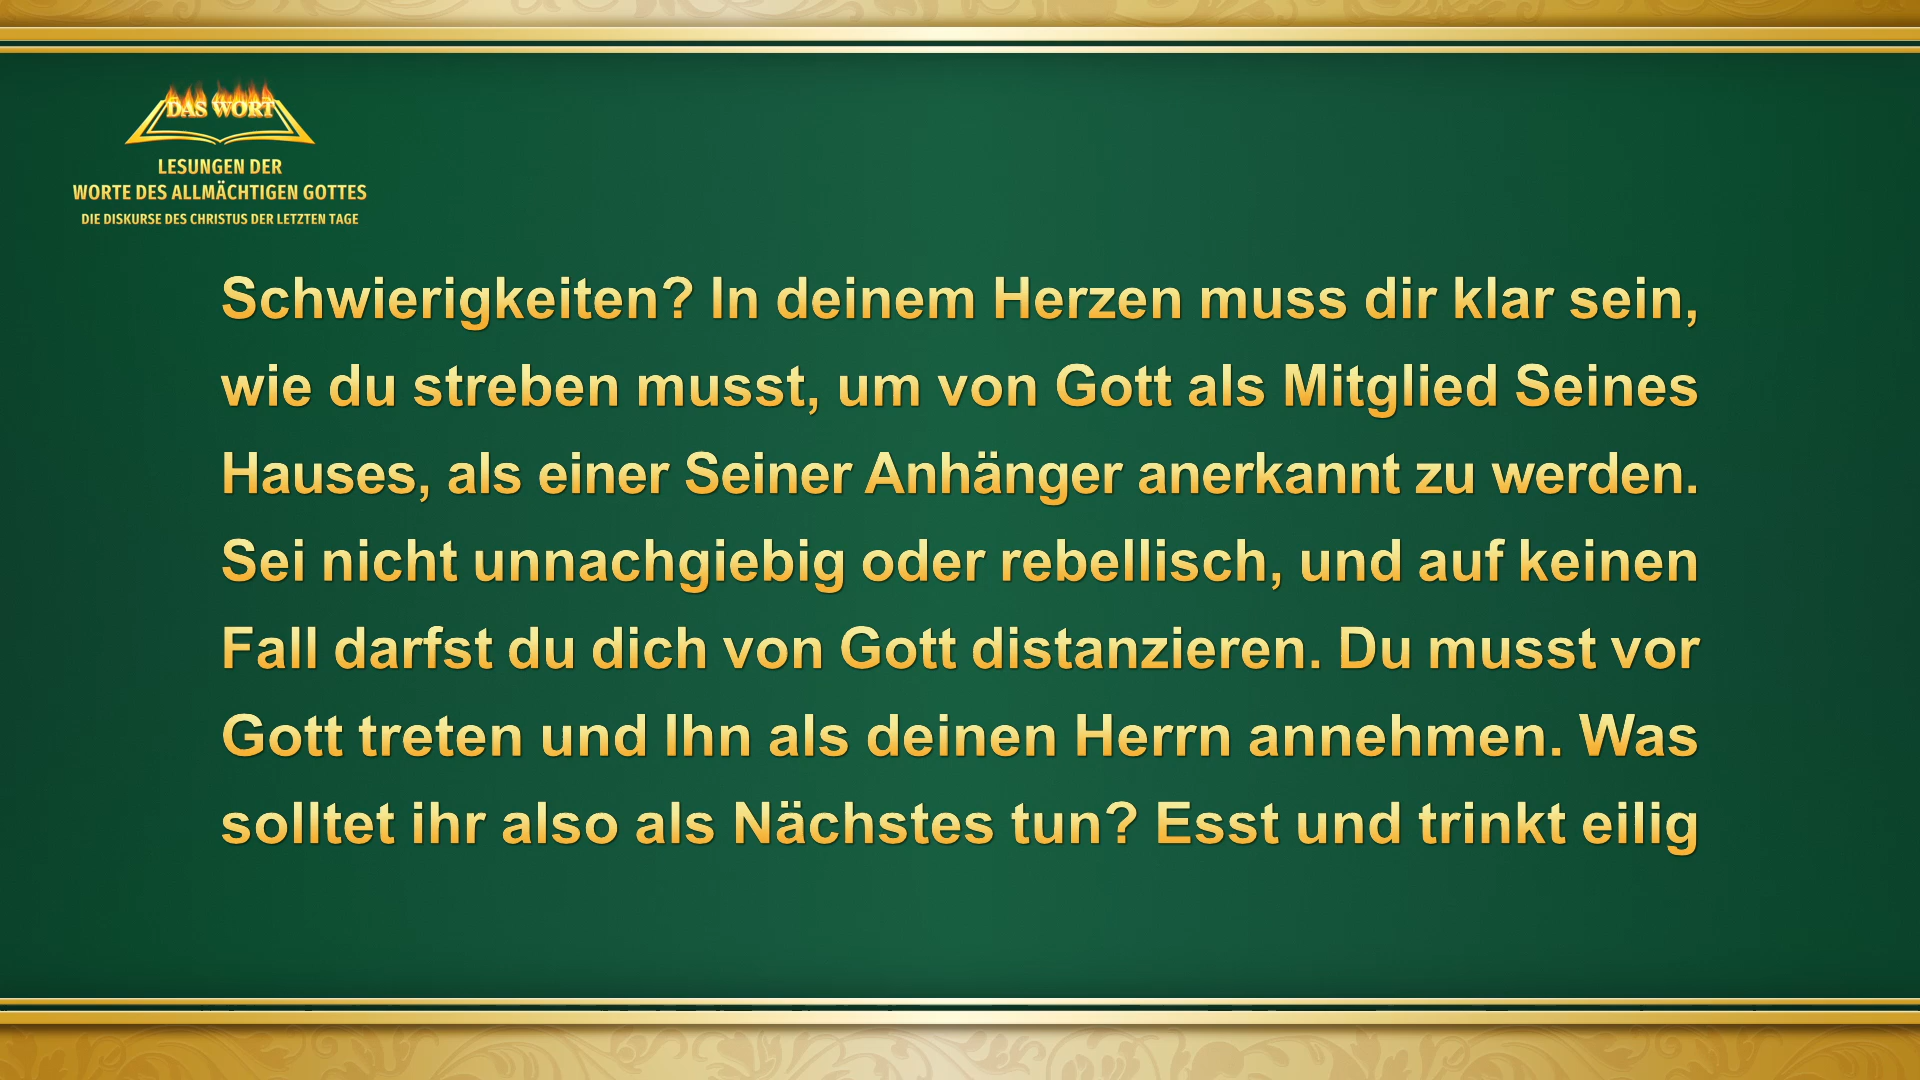 DAS WORT
LESUNGEN DER
WORTE DES ALLMÄCHTIGEN GOTTES
DIE DISKURSE DES CHRISTUS DER LETZTEN TAGE
Schwierigkeiten? In deinem Herzen muss dir klar sein,
wie du streben musst, um von Gott als Mitglied Seines
Hauses, als einer Seiner Anhänger anerkannt zu werden.
Sei nicht unnachgiebig oder rebellisch, und auf keinen
Fall darfst du dich von Gott distanzieren. Du musst vor
Gott treten und Ihn als deinen Herrn annehmen. Was
solltet ihr also als Nächstes tun? Esst und trinkt eilig